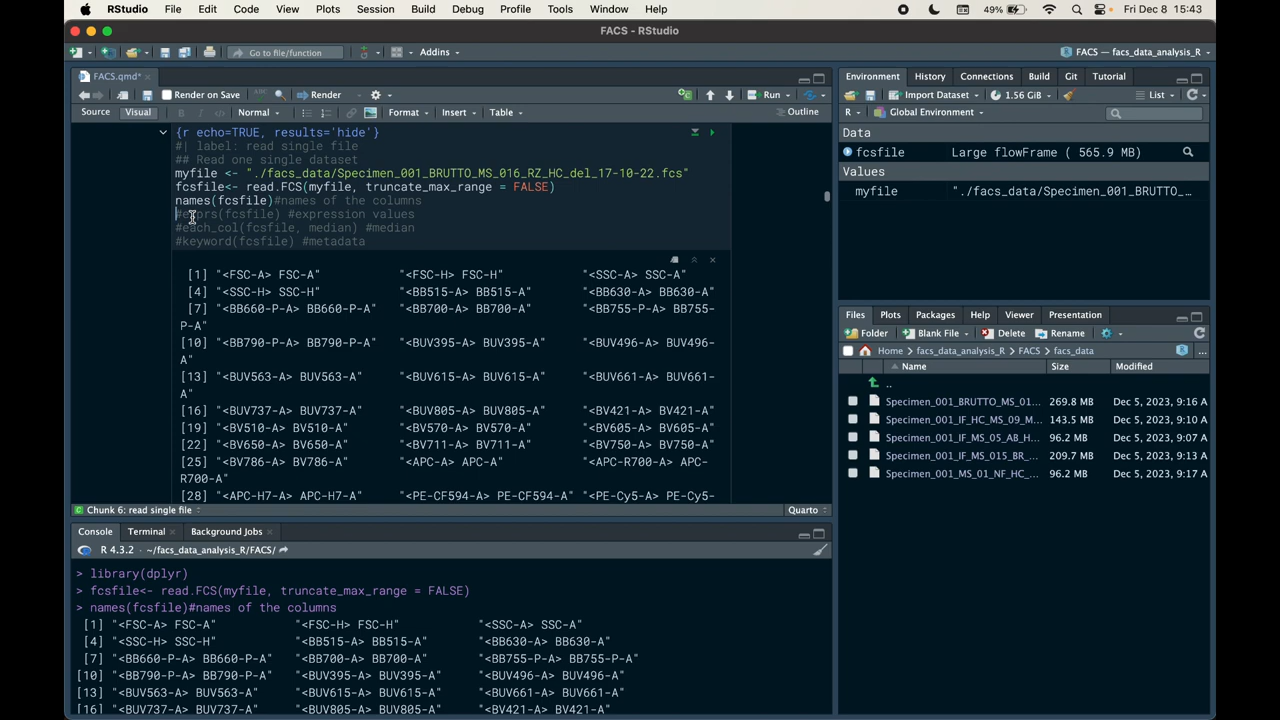 RStudio File Edit Code View Plots Session Build Debug Profile Tools Window Help 49% Fri Dec 8 15:43
FACS - RStudio
Go to file/function Addins FACS — facs_data_analysis_R
FACS.qmd*
Render on Save Render Run
Source Visual Normal Format Insert Table Outline
{r echo=TRUE, results='hide'}
#| label: read single file
## Read one single dataset
myfile <- "./facs_data/Specimen_001_BRUTTO_MS_016_RZ_HC_del_17-10-22.fcs"
fcsfile<- read.FCS(myfile, truncate_max_range = FALSE)
names(fcsfile)#names of the columns
#exprs(fcsfile) #expression values
#each_col(fcsfile, median) #median
#keyword(fcsfile) #metadata
[1] "<FSC-A> FSC-A" "<FSC-H> FSC-H" "<SSC-A> SSC-A"
[4] "<SSC-H> SSC-H" "<BB515-A> BB515-A" "<BB630-A> BB630-A"
[7] "<BB660-P-A> BB660-P-A" "<BB700-A> BB700-A" "<BB755-P-A> BB755-
P-A"
[10] "<BB790-P-A> BB790-P-A" "<BUV395-A> BUV395-A" "<BUV496-A> BUV496-
A"
[13] "<BUV563-A> BUV563-A" "<BUV615-A> BUV615-A" "<BUV661-A> BUV661-
A"
[16] "<BUV737-A> BUV737-A" "<BUV805-A> BUV805-A" "<BV421-A> BV421-A"
[19] "<BV510-A> BV510-A" "<BV570-A> BV570-A" "<BV605-A> BV605-A"
[22] "<BV650-A> BV650-A" "<BV711-A> BV711-A" "<BV750-A> BV750-A"
[25] "<BV786-A> BV786-A" "<APC-A> APC-A" "<APC-R700-A> APC-
R700-A"
[28] "<APC-H7-A> APC-H7-A" "<PE-CF594-A> PE-CF594-A" "<PE-Cy5-A> PE-Cy5-
Chunk 6: read single file Quarto
Console Terminal Background Jobs
R 4.3.2 · ~/facs_data_analysis_R/FACS/
> library(dplyr)
> fcsfile<- read.FCS(myfile, truncate_max_range = FALSE)
> names(fcsfile)#names of the columns
[1] "<FSC-A> FSC-A" "<FSC-H> FSC-H" "<SSC-A> SSC-A"
[4] "<SSC-H> SSC-H" "<BB515-A> BB515-A" "<BB630-A> BB630-A"
[7] "<BB660-P-A> BB660-P-A" "<BB700-A> BB700-A" "<BB755-P-A> BB755-P-A"
[10] "<BB790-P-A> BB790-P-A" "<BUV395-A> BUV395-A" "<BUV496-A> BUV496-A"
[13] "<BUV563-A> BUV563-A" "<BUV615-A> BUV615-A" "<BUV661-A> BUV661-A"
[16] "<BUV737-A> BUV737-A" "<BUV805-A> BUV805-A" "<BV421-A> BV421-A"
Environment History Connections Build Git Tutorial
Import Dataset 1.56 GiB List
R Global Environment
Data
fcsfile Large flowFrame ( 565.9 MB)
Values
myfile "./facs_data/Specimen_001_BRUTTO_…
Files Plots Packages Help Viewer Presentation
Folder Blank File Delete Rename
Home > facs_data_analysis_R > FACS > facs_data
Name Size Modified
..
Specimen_001_BRUTTO_MS_01... 269.8 MB Dec 5, 2023, 9:16 A
Specimen_001_IF_HC_MS_09_M... 143.5 MB Dec 5, 2023, 9:10 A
Specimen_001_IF_MS_05_AB_H... 96.2 MB Dec 5, 2023, 9:07 A
Specimen_001_IF_MS_015_BR_... 209.7 MB Dec 5, 2023, 9:13 A
Specimen_001_MS_01_NF_HC_... 96.2 MB Dec 5, 2023, 9:17 A